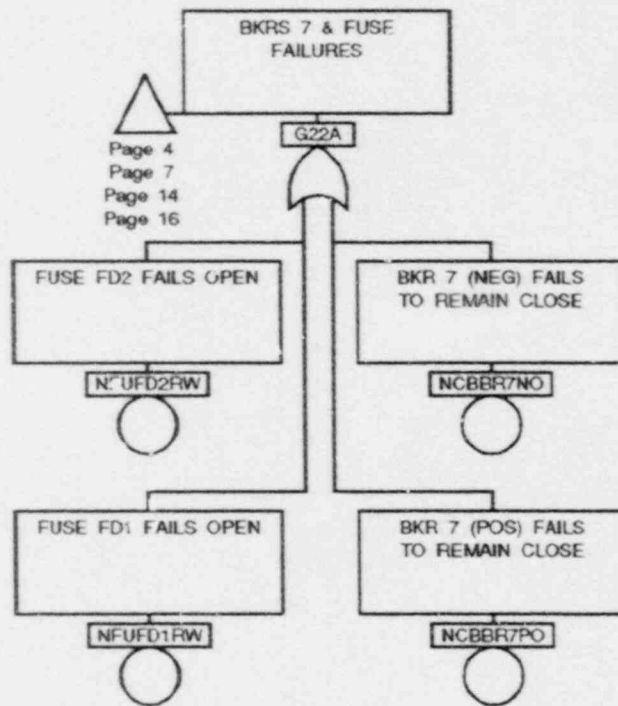 BKRS 7 & FUSE
FAILURES
G22A
Page 4
Page 7
Page 14
Page 16
FUSE FD2 FAILS OPEN
BKR 7 (NEG) FAILS
TO REMAIN CLOSE
NFUFD2RW
NCBBR7NO
FUSE FD1 FAILS OPEN
BKR 7 (POS) FAILS
TO REMAIN CLOSE
NFUFD1RW
NCBBR7PO